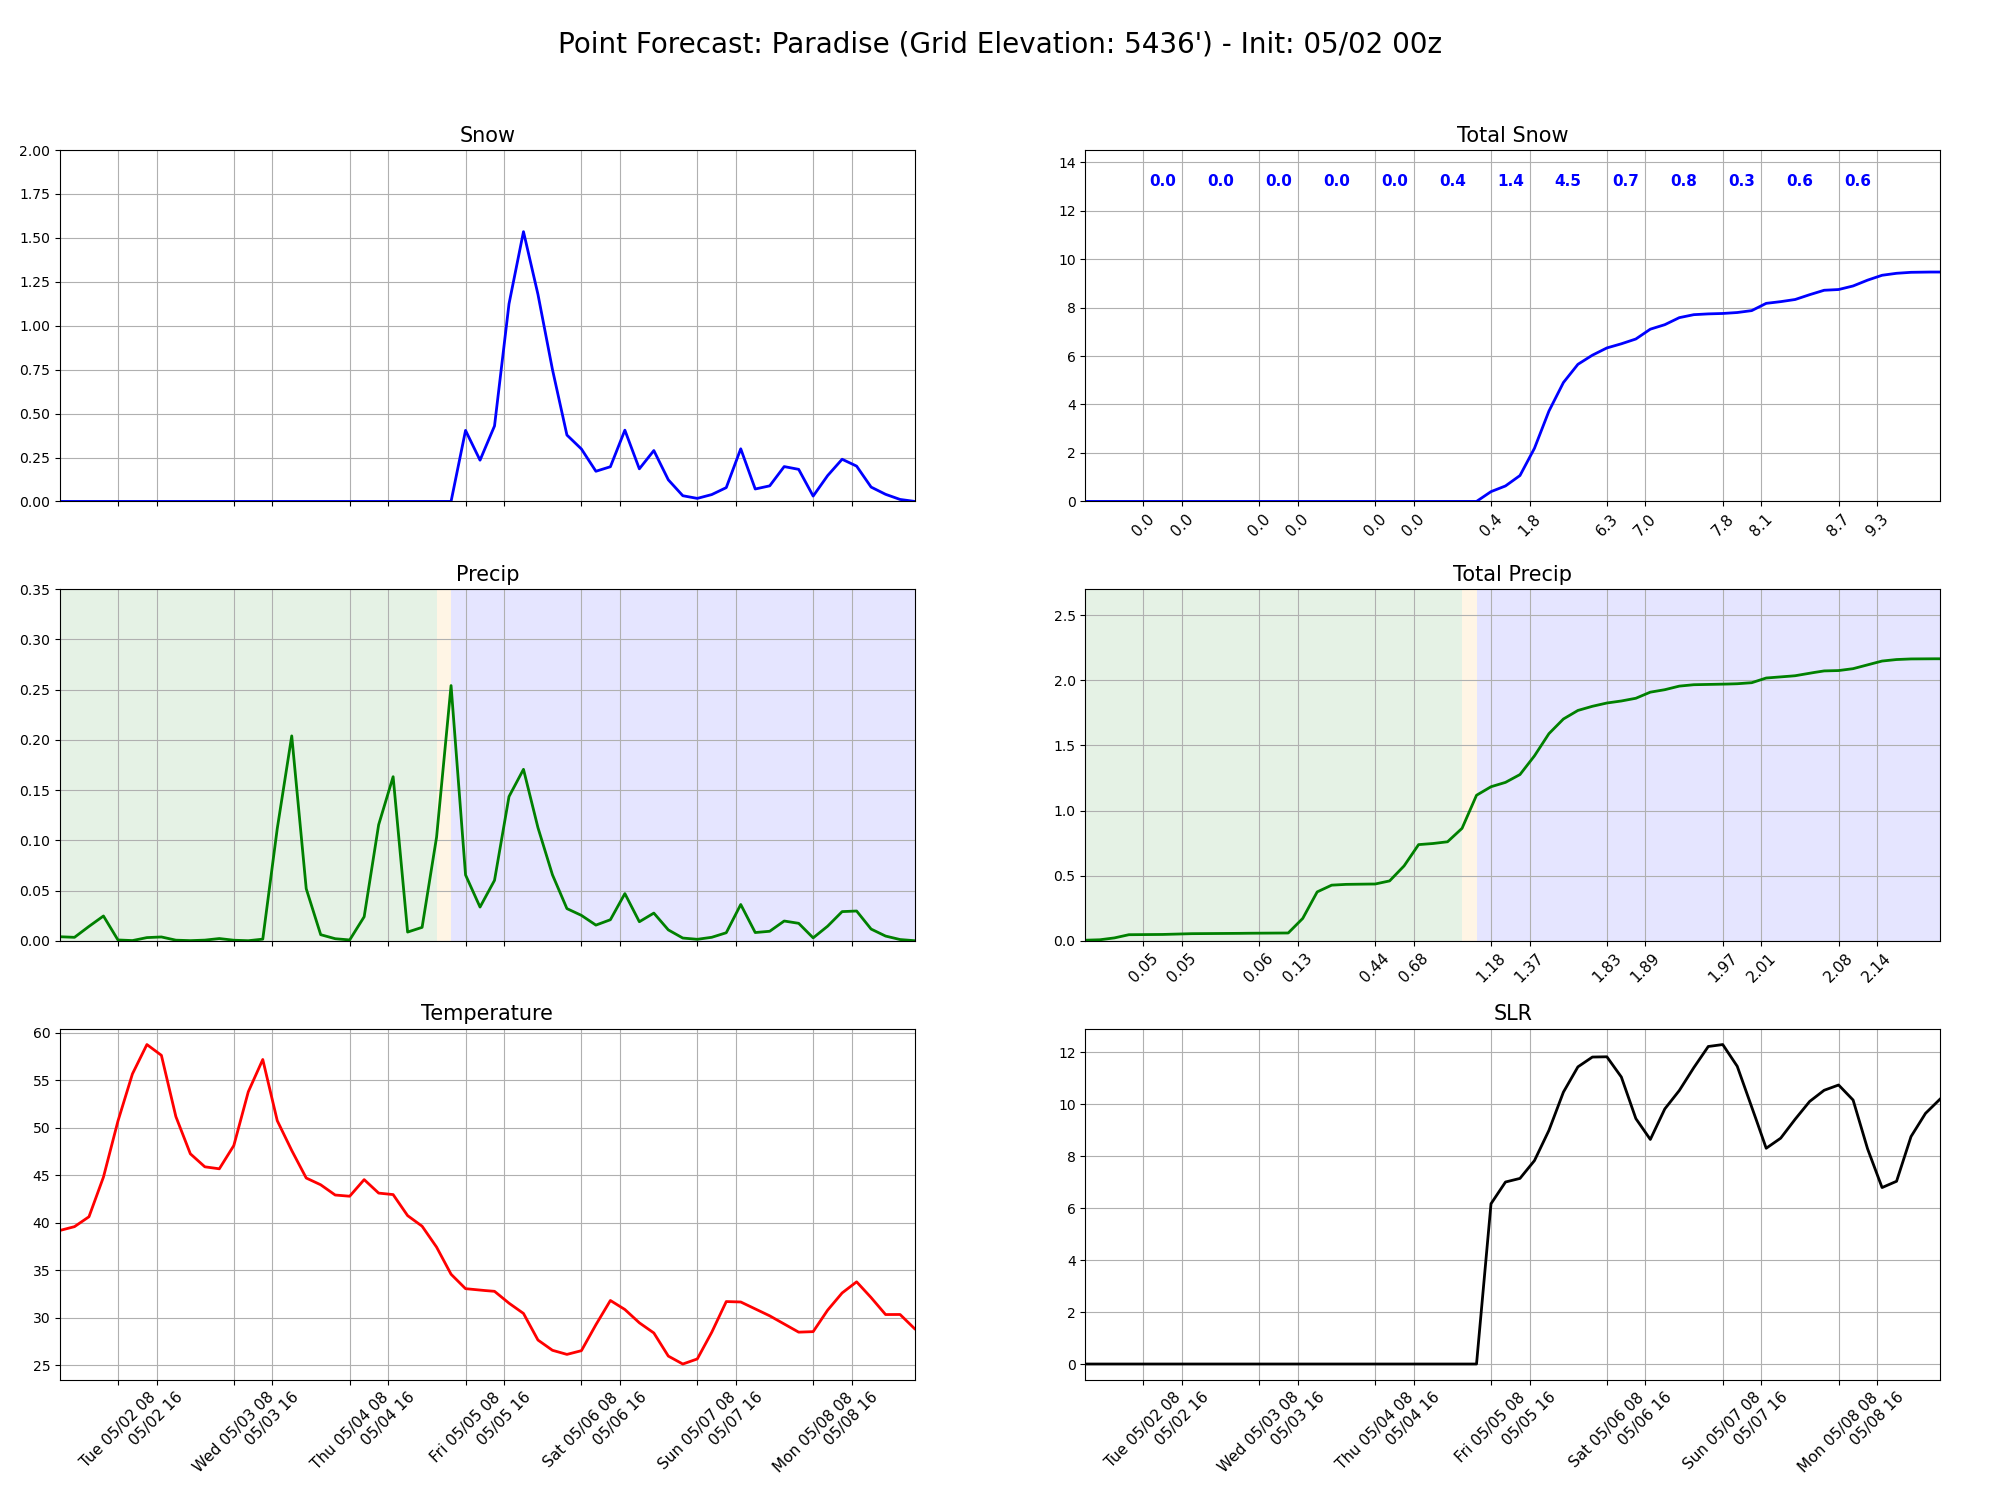 Point Forecast: Paradise (Grid Elevation: 5436') - Init: 05/02 00z
Snow
2.00
1.75
1.50
1.25
1.00
0.75
0.50
0.25
0.00
Total Snow
14
12
10
8
6
4
2
0
0.0 0.0 0.0 0.0 0.0 0.4 1.4 4.5 0.7 0.8 0.3 0.6 0.6
0.0 0.0 0.0 0.0 0.0 0.0 0.4 1.8 6.3 7.0 7.8 8.1 8.7 9.3
Precip
0.35
0.30
0.25
0.20
0.15
0.10
0.05
0.00
Total Precip
2.5
2.0
1.5
1.0
0.5
0.0
0.05 0.05 0.06 0.13 0.44 0.68 1.18 1.37 1.83 1.89 1.97 2.01 2.08 2.14
Temperature
60
55
50
45
40
35
30
25
Tue 05/02 08
05/02 16
Wed 05/03 08
05/03 16
Thu 05/04 08
05/04 16
Fri 05/05 08
05/05 16
Sat 05/06 08
05/06 16
Sun 05/07 08
05/07 16
Mon 05/08 08
05/08 16
SLR
12
10
8
6
4
2
0
Tue 05/02 08
05/02 16
Wed 05/03 08
05/03 16
Thu 05/04 08
05/04 16
Fri 05/05 08
05/05 16
Sat 05/06 08
05/06 16
Sun 05/07 08
05/07 16
Mon 05/08 08
05/08 16